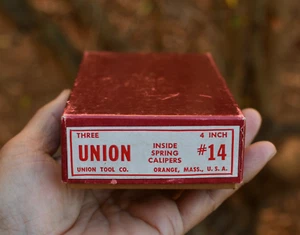 THREE 4 INCH
UNION INSIDE SPRING CALIPERS #14
UNION TOOL CO. ORANGE, MASS., U.S.A.